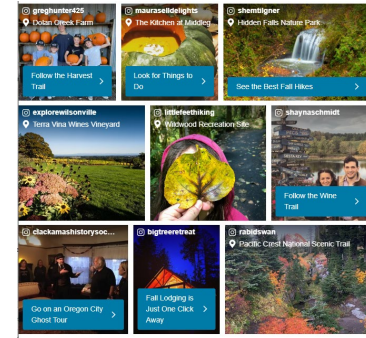 greghunter425
Dolan Creek Farm
Follow the Harvest
Trail
mauraselldelights
The Kitchen at Middleg
Look for Things to
Do
shemtilgner
Hidden Falls Nature Park
See the Best Fall Hikes
explorewilsonville
Terra Vina Wines Vineyard
littlefeethiking
Wildwood Recreation Site
shaynaschmidt
Follow the Wine
Trail
clackamashistorysoc...
Go on an Oregon City
Ghost Tour
bigtreeretreat
Fall Lodging is
Just One Click
Away
rabidswan
Pacific Crest National Scenic Trail